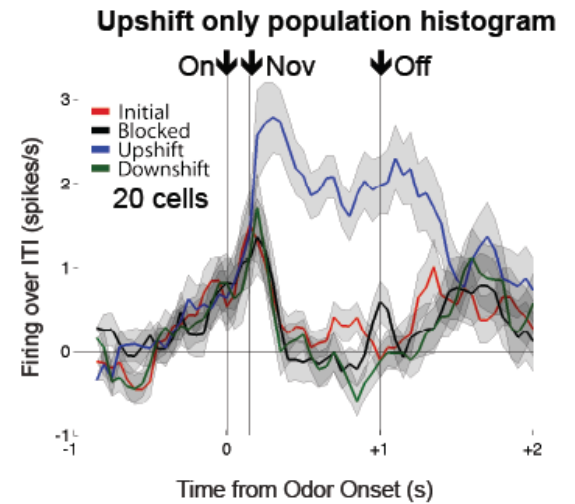 Upshift only population histogram
On Nov Off
Initial
Blocked
Upshift
Downshift
20 cells
Firing over ITI (spikes/s)
3
2
1
0
-1
-1 0 +1 +2
Time from Odor Onset (s)